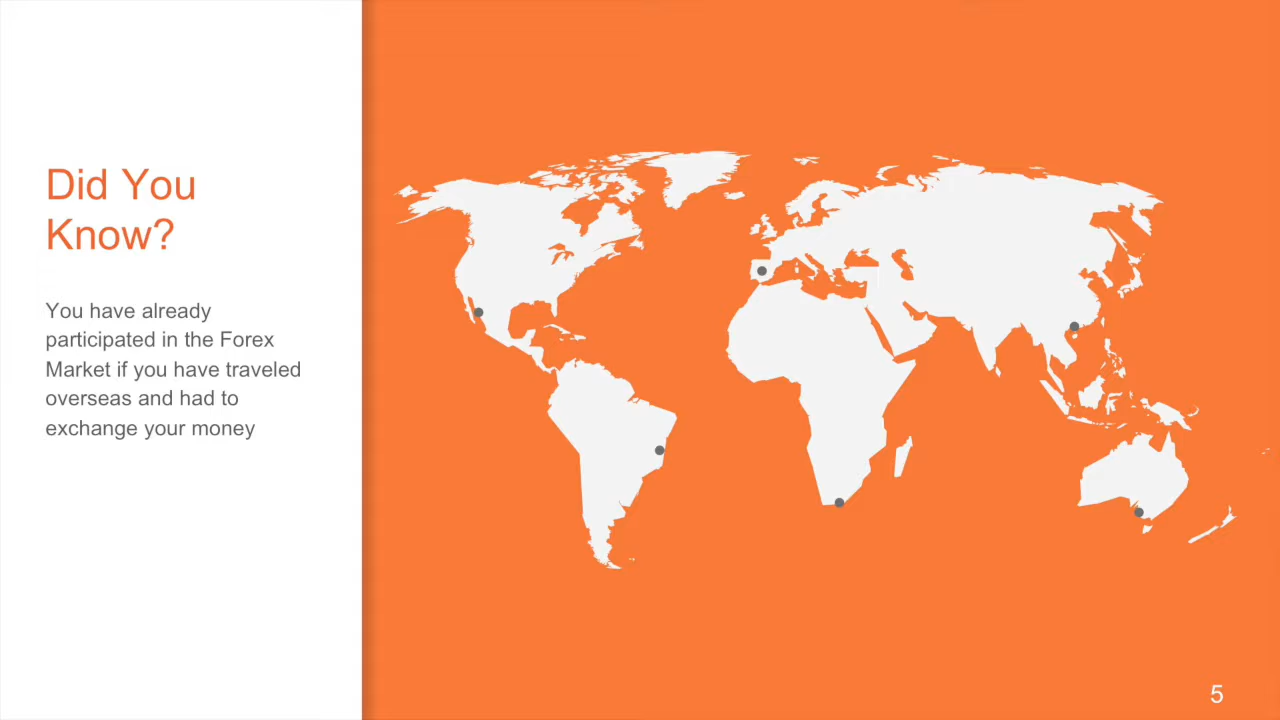 Did You
Know?
You have already
participated in the Forex
Market if you have traveled
overseas and had to
exchange your money
5